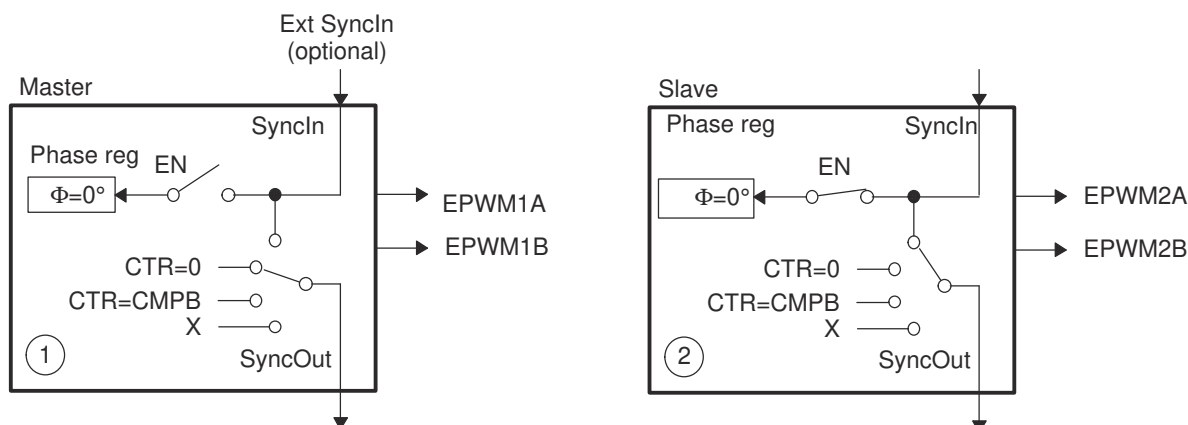 Ext SyncIn
(optional)
Master
SyncIn
Phase reg
EN
Φ=0°
EPWM1A
EPWM1B
CTR=0
CTR=CMPB
X
1
SyncOut
Slave
Phase reg
SyncIn
EN
Φ=0°
EPWM2A
EPWM2B
CTR=0
CTR=CMPB
X
2
SyncOut